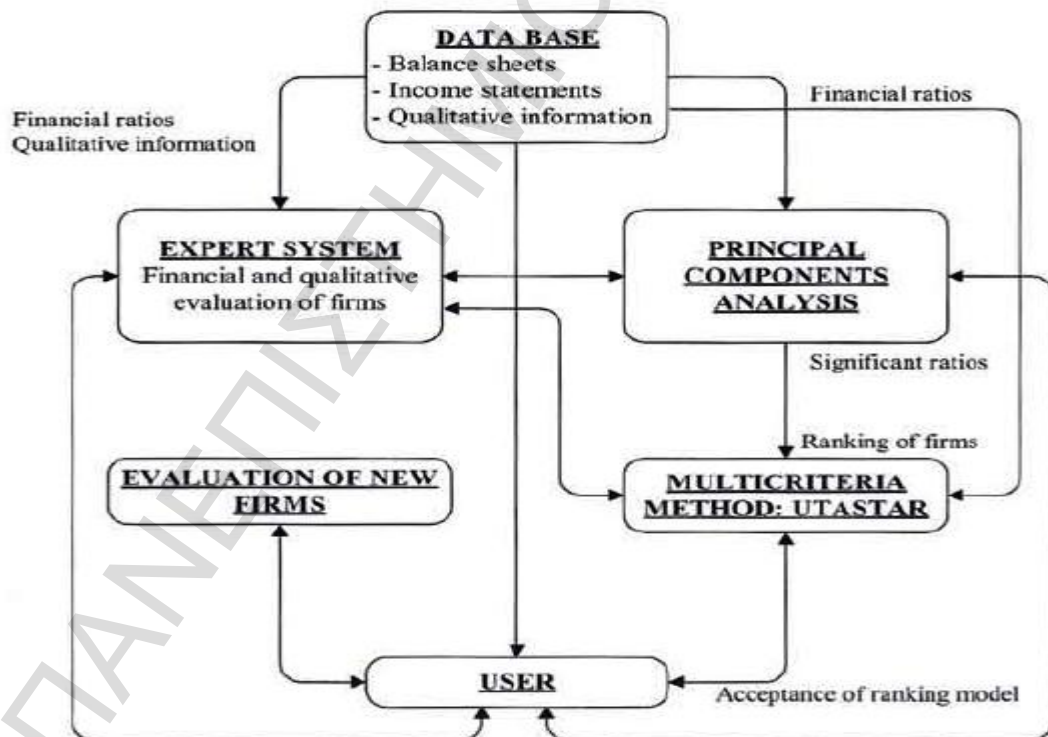 DATA BASE
- Balance sheets
- Income statements
- Qualitative information
Financial ratios
Financial ratios
Qualitative information
EXPERT SYSTEM
Financial and qualitative
evaluation of firms
PRINCIPAL
COMPONENTS
ANALYSIS
Significant ratios
Ranking of firms
EVALUATION OF NEW
FIRMS
MULTICRITERIA
METHOD: UTASTAR
USER
Acceptance of ranking model
ΠΑΝΕΠΙΣΤΗΜΙΟ